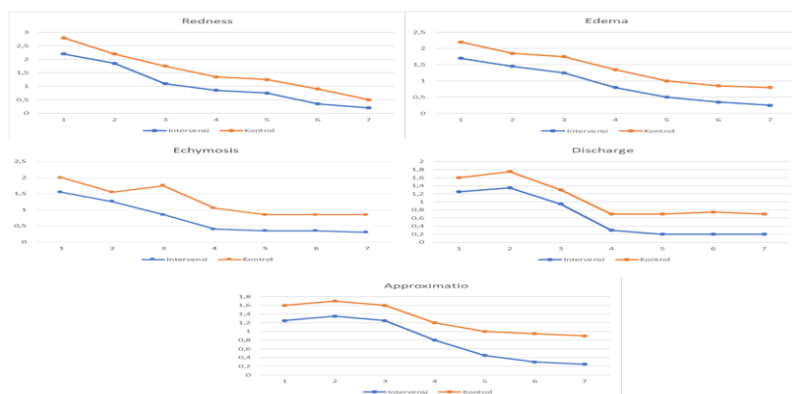 Redness
3
2,5
2
1,5
1
0,5
0
1 2 3 4 5 6 7
Intervensi Kontrol
Edema
2,5
2
1,5
1
0,5
0
1 2 3 4 5 6 7
Intervensi Kontrol
Echymosis
2,5
2
1,5
1
0,5
0
1 2 3 4 5 6 7
Intervensi Kontrol
Discharge
2
1,8
1,6
1,4
1,2
1
0,8
0,6
0,4
0,2
0
1 2 3 4 5 6 7
Intervensi Kontrol
Approximatio
1,8
1,6
1,4
1,2
1
0,8
0,6
0,4
0,2
0
1 2 3 4 5 6 7
Intervensi Kontrol